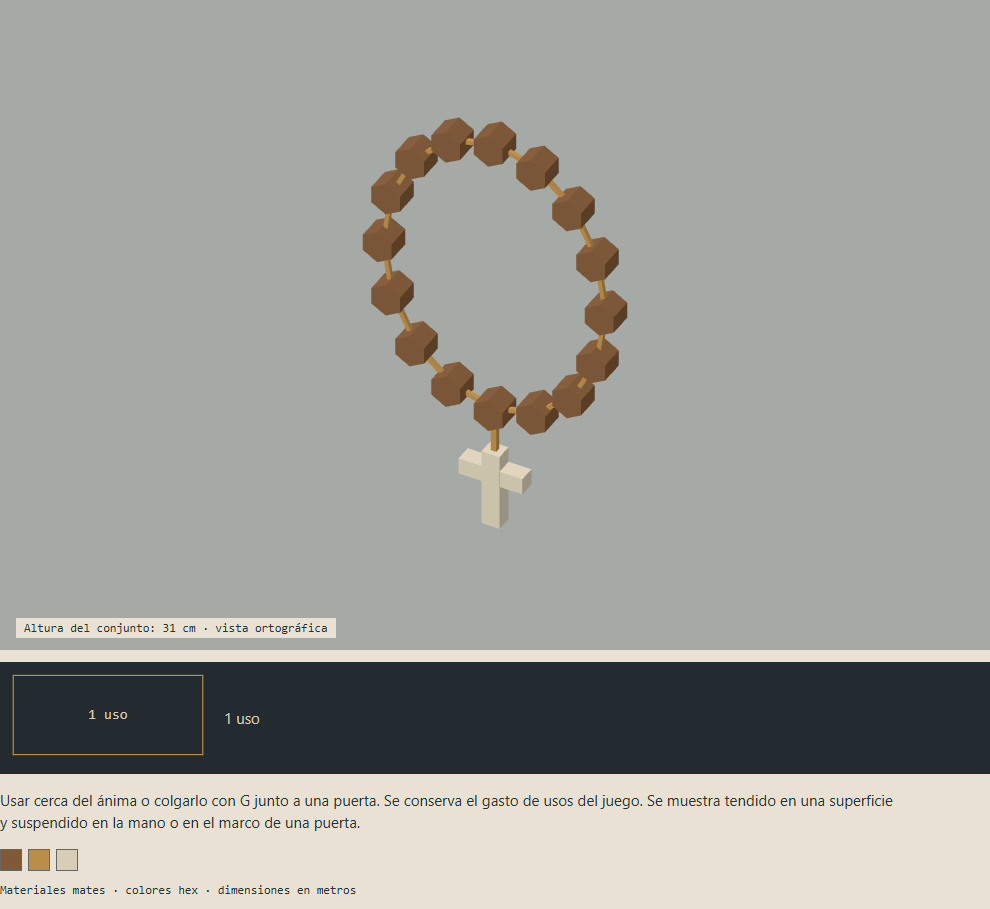 Altura del conjunto: 31 cm · vista ortográfica
1 uso
1 uso
Usar cerca del ánima o colgarlo con G junto a una puerta. Se conserva el gasto de usos del juego. Se muestra tendido en una superficie
y suspendido en la mano o en el marco de una puerta.
Materiales mates · colores hex · dimensiones en metros